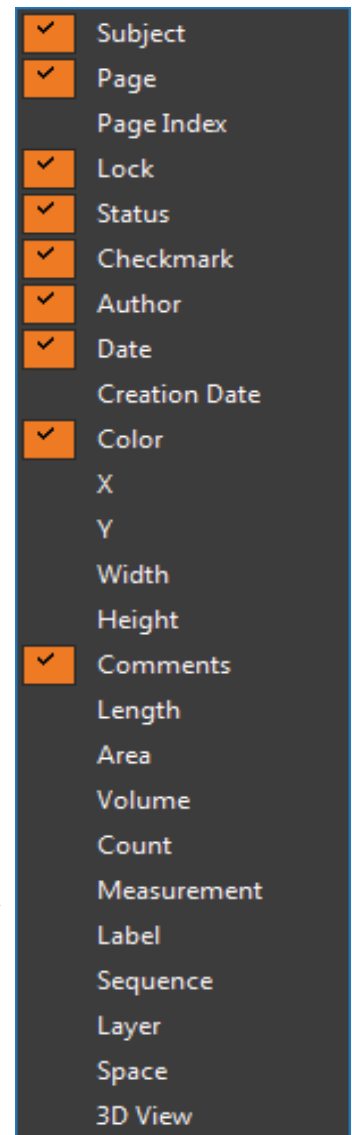 Subject
Page
Page Index
Lock
Status
Checkmark
Author
Date
Creation Date
Color
X
Y
Width
Height
Comments
Length
Area
Volume
Count
Measurement
Label
Sequence
Layer
Space
3D View